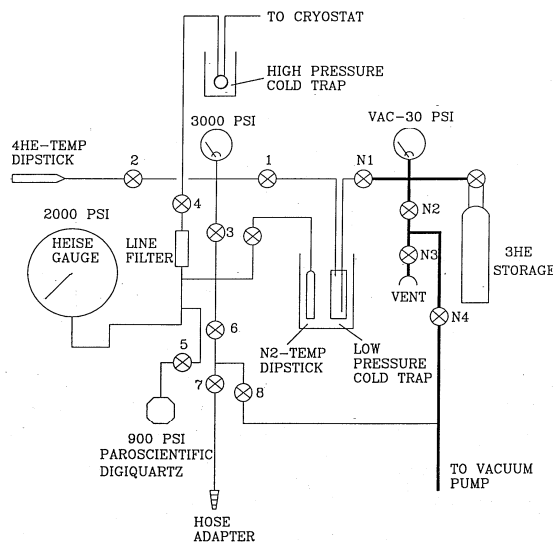 TO CRYOSTAT
HIGH PRESSURE
COLD TRAP
3000 PSI
VAC-30 PSI
4HE-TEMP
DIPSTICK
2
1
N1
4
2000 PSI
HEISE
GAUGE
LINE
FILTER
3
N2
N3
VENT
3HE
STORAGE
N4
6
5
N2-TEMP
DIPSTICK
LOW
PRESSURE
COLD TRAP
7
8
900 PSI
PAROSCIENTIFIC
DIGIQUARTZ
TO VACUUM
PUMP
HOSE
ADAPTER